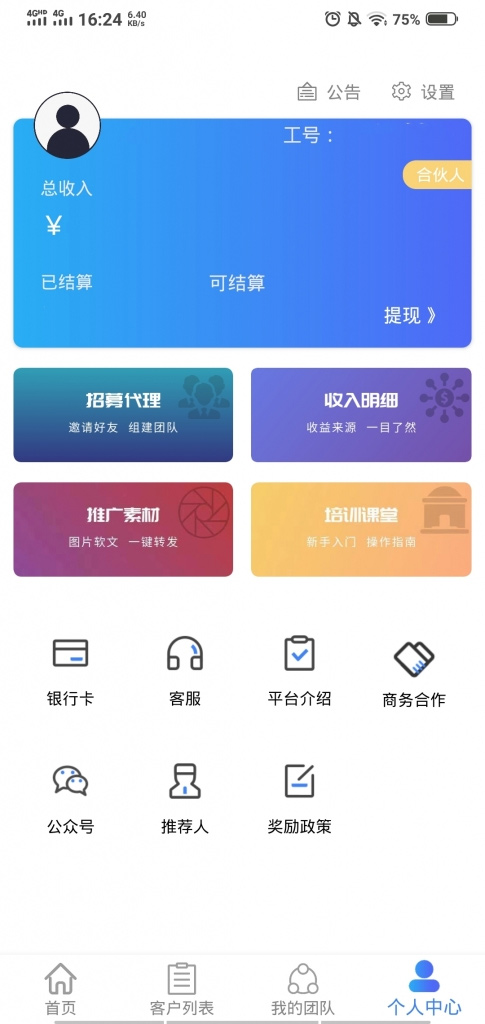 4GHD 4G 16:24 6.40 KB/s 75%
公告 设置
工号：
合伙人
总收入
￥
已结算 可结算
提现 》
招募代理 收入明细
邀请好友 组建团队 收益来源 一目了然
推广素材 培训课堂
图片软文 一键转发 新手入门 操作指南
银行卡 客服 平台介绍 商务合作
公众号 推荐人 奖励政策
首页 客户列表 我的团队 个人中心